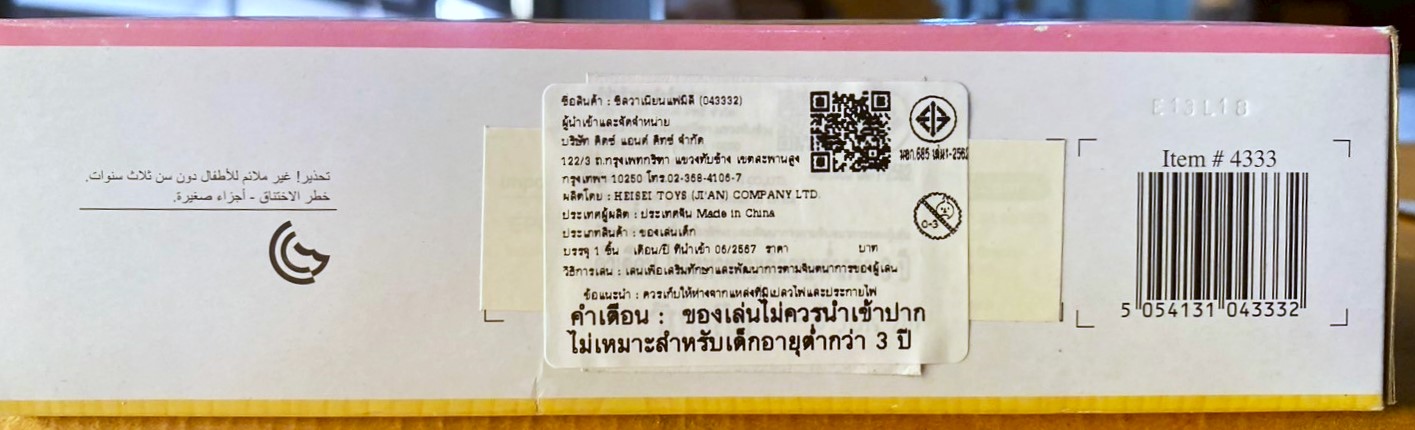 تحذير! غير ملائم للأطفال دون سن ثلاث سنوات.
خطر الاختناق - أجزاء صغيرة.
ชื่อสินค้า : ซิลวาเนียนแฟมิลี (043332)
ผู้นำเข้าและจัดจำหน่าย
บริษัท คิดซ์ แอนด์ คิทซ์ จำกัด
122/3 ถ.กรุงเทพกรีฑา แขวงทับช้าง เขตสะพานสูง
กรุงเทพฯ 10250 โทร.02-368-4106-7
ผลิตโดย : HEISEI TOYS (JI'AN) COMPANY LTD.
ประเทศผู้ผลิต : ประเทศจีน Made in China
ประเภทสินค้า : ของเล่นเด็ก
บรรจุ 1 ชิ้น เดือน/ปี ที่นำเข้า 06/2567 ราคา บาท
วิธีการเล่น : เล่นเพื่อเสริมทักษะและพัฒนาการตามจินตนาการของผู้เล่น
ข้อแนะนำ : ควรเก็บให้ห่างจากแหล่งที่มีเปลวไฟและประกายไฟ
คำเตือน : ของเล่นไม่ควรนำเข้าปาก
ไม่เหมาะสำหรับเด็กอายุต่ำกว่า 3 ปี
มอก.685 เล่ม1-2562
0-3
E13L18
Item # 4333
5 054131 043332